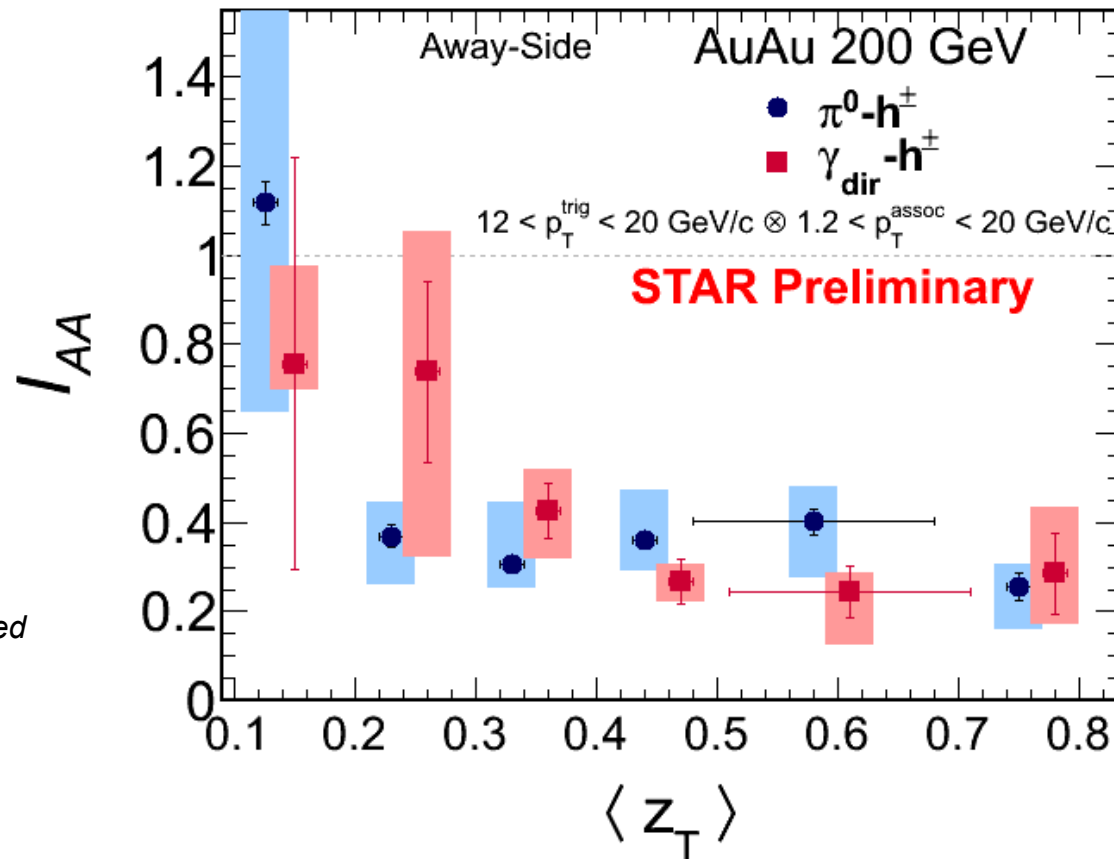 Away-Side
AuAu 200 GeV
π⁰-h±
γdir-h±
12 < pTtrig < 20 GeV/c ⊗ 1.2 < pTassoc < 20 GeV/c
STAR Preliminary
IAA
1.4
1.2
1
0.8
0.6
0.4
0.2
0
0.1 0.2 0.3 0.4 0.5 0.6 0.7 0.8
⟨ zT ⟩